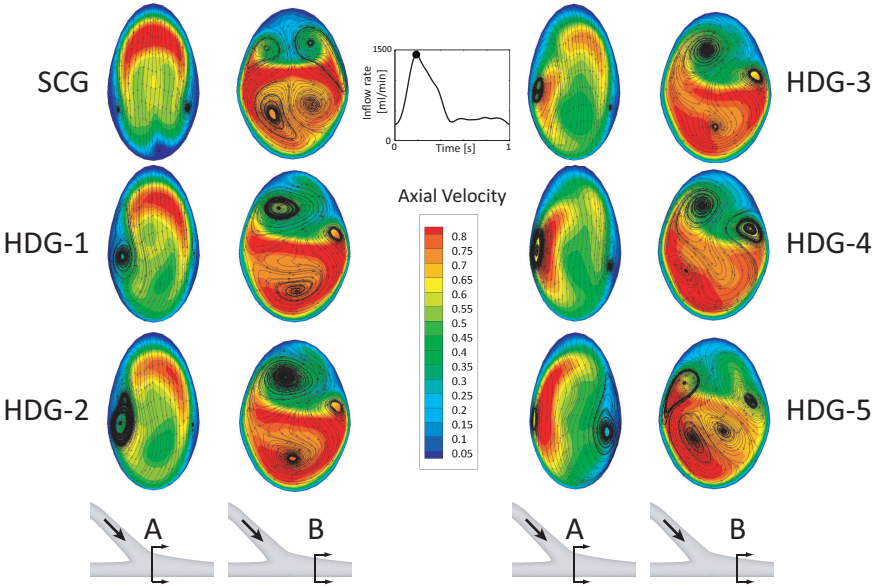 SCG
1500
Inflow rate
[ml/min]
0
0
Time [s]
1
HDG-3
HDG-1
Axial Velocity
0.8
0.75
0.7
0.65
0.6
0.55
0.5
0.45
0.4
0.35
0.3
0.25
0.2
0.15
0.1
0.05
HDG-4
HDG-2
HDG-5
A
B
A
B